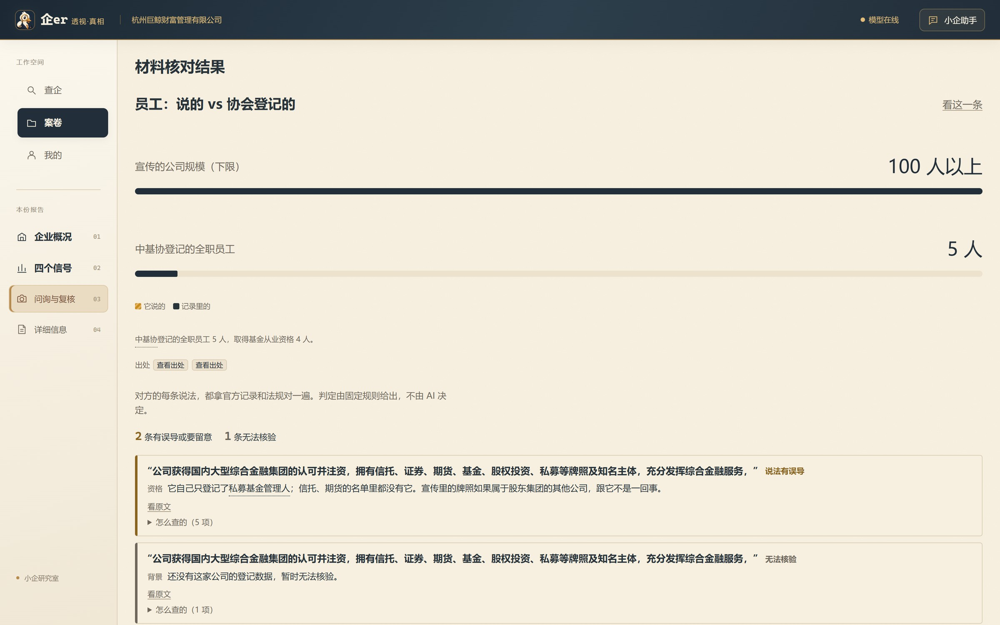 企er 透视·真相 杭州巨鲸财富管理有限公司 模型在线 小企助手
工作空间
查企
案卷
我的
本份报告
企业概况 01
四个信号 02
问询与复核 03
详细信息 04
小企研究室
材料核对结果
员工：说的 vs 协会登记的 看这一条
宣传的公司规模（下限） 100 人以上
中基协登记的全职员工 5 人
它说的 记录里的
中基协登记的全职员工 5 人，取得基金从业资格 4 人。
出处 查看出处 查看出处
对方的每条说法，都拿官方记录和法规对一遍。判定由固定规则给出，不由 AI 决
定。
2 条有误导或要留意 1 条无法核验
“公司获得国内大型综合金融集团的认可并注资，拥有信托、证券、期货、基金、股权投资、私募等牌照及知名主体，充分发挥综合金融服务，” 说法有误导
资格 它自己只登记了私募基金管理人；信托、期货的名单里都没有它。宣传里的牌照如果属于股东集团的其他公司，跟它不是一回事。
看原文
▶ 怎么查的（5 项）
“公司获得国内大型综合金融集团的认可并注资，拥有信托、证券、期货、基金、股权投资、私募等牌照及知名主体，充分发挥综合金融服务，” 无法核验
背景 还没有这家公司的登记数据，暂时无法核验。
看原文
▶ 怎么查的（1 项）